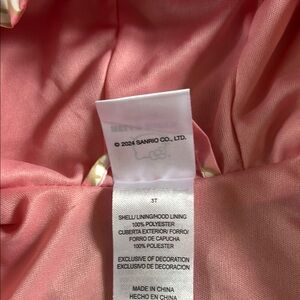 © 2024 SANRIO CO., LTD.
3T
SHELL/LINING/HOOD LINING
100% POLYESTER
CUBIERTA EXTERIOR/ FORRO/
FORRO DE CAPUCHA
100% POLIESTER
EXCLUSIVE OF DECORATION
EXCLUSIVO DE DECORACION
MADE IN CHINA
HECHO EN CHINA